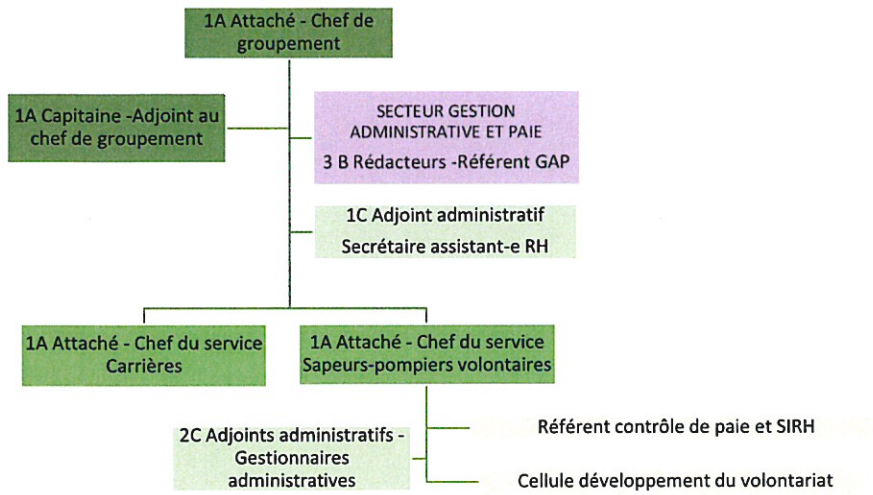 1A Attaché - Chef de
groupement
1A Capitaine -Adjoint au
chef de groupement
SECTEUR GESTION
ADMINISTRATIVE ET PAIE
3 B Rédacteurs -Référent GAP
1C Adjoint administratif
Secrétaire assistant-e RH
1A Attaché - Chef du service
Carrières
1A Attaché - Chef du service
Sapeurs-pompiers volontaires
2C Adjoints administratifs -
Gestionnaires
administratives
Référent contrôle de paie et SIRH
Cellule développement du volontariat